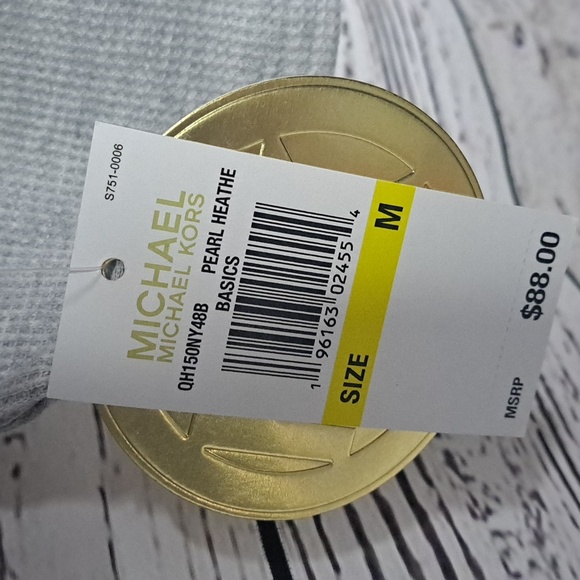 S751-0006
MICHAEL
MICHAEL KORS
QH150NY48B PEARL HEATHE
BASICS
1 96163 02455 4
SIZE M
MSRP $88.00